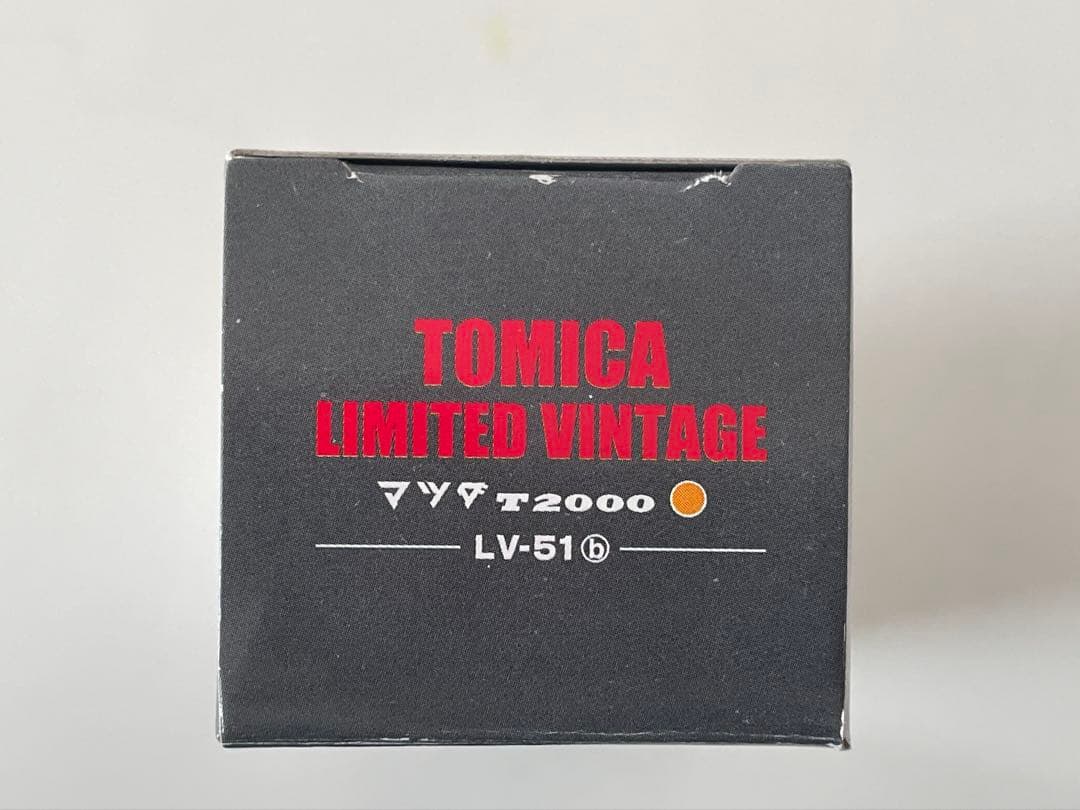 TOMICA
LIMITED VINTAGE
マツダ T2000
LV-51ⓑ